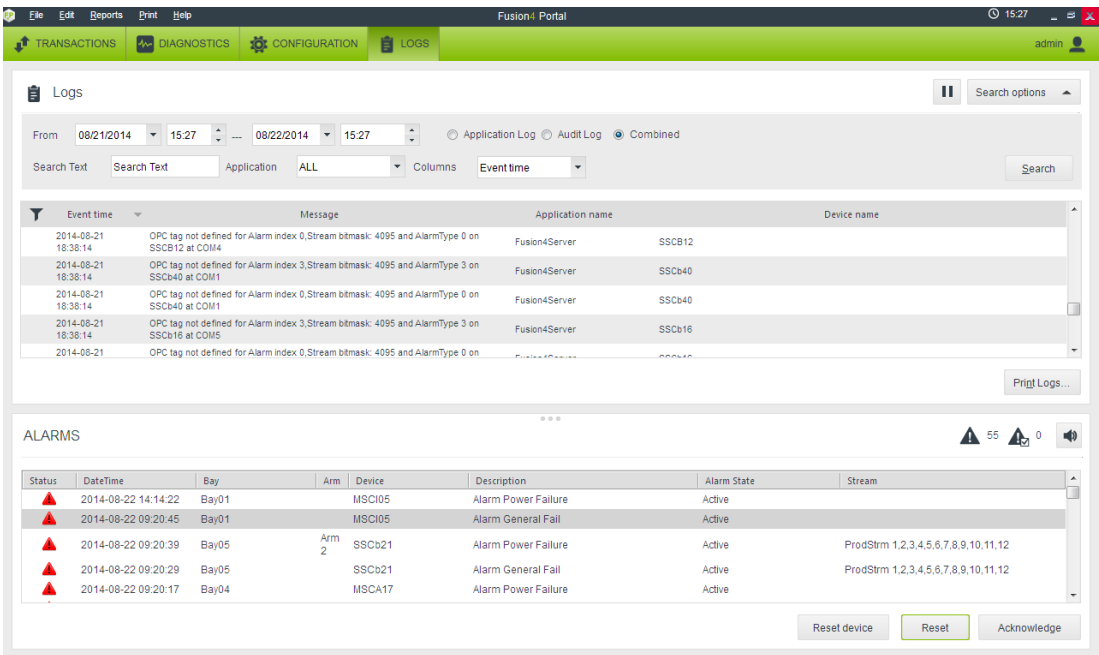 FP File Edit Reports Print Help Fusion4 Portal 15:27
TRANSACTIONS DIAGNOSTICS CONFIGURATION LOGS admin
Logs Search options
From 08/21/2014 15:27 --- 08/22/2014 15:27 Application Log Audit Log Combined
Search Text Search Text Application ALL Columns Event time Search
Event time Message Application name Device name
2014-08-21 OPC tag not defined for Alarm index 0,Stream bitmask: 4095 and AlarmType 0 on
18:38:14 SSCB12 at COM4 Fusion4Server SSCB12
2014-08-21 OPC tag not defined for Alarm index 3,Stream bitmask: 4095 and AlarmType 3 on
18:38:14 SSCb40 at COM1 Fusion4Server SSCb40
2014-08-21 OPC tag not defined for Alarm index 0,Stream bitmask: 4095 and AlarmType 0 on
18:38:14 SSCb40 at COM1 Fusion4Server SSCb40
2014-08-21 OPC tag not defined for Alarm index 3,Stream bitmask: 4095 and AlarmType 3 on
18:38:14 SSCb16 at COM5 Fusion4Server SSCb16
2014-08-21 OPC tag not defined for Alarm index 0,Stream bitmask: 4095 and AlarmType 0 on
Print Logs...
ALARMS 55 0
Status DateTime Bay Arm Device Description Alarm State Stream
2014-08-22 14:14:22 Bay01 MSCI05 Alarm Power Failure Active
2014-08-22 09:20:45 Bay01 MSCI05 Alarm General Fail Active
2014-08-22 09:20:39 Bay05 Arm 2 SSCb21 Alarm Power Failure Active ProdStrm 1,2,3,4,5,6,7,8,9,10,11,12
2014-08-22 09:20:29 Bay05 SSCb21 Alarm General Fail Active ProdStrm 1,2,3,4,5,6,7,8,9,10,11,12
2014-08-22 09:20:17 Bay04 MSCA17 Alarm Power Failure Active
Reset device Reset Acknowledge